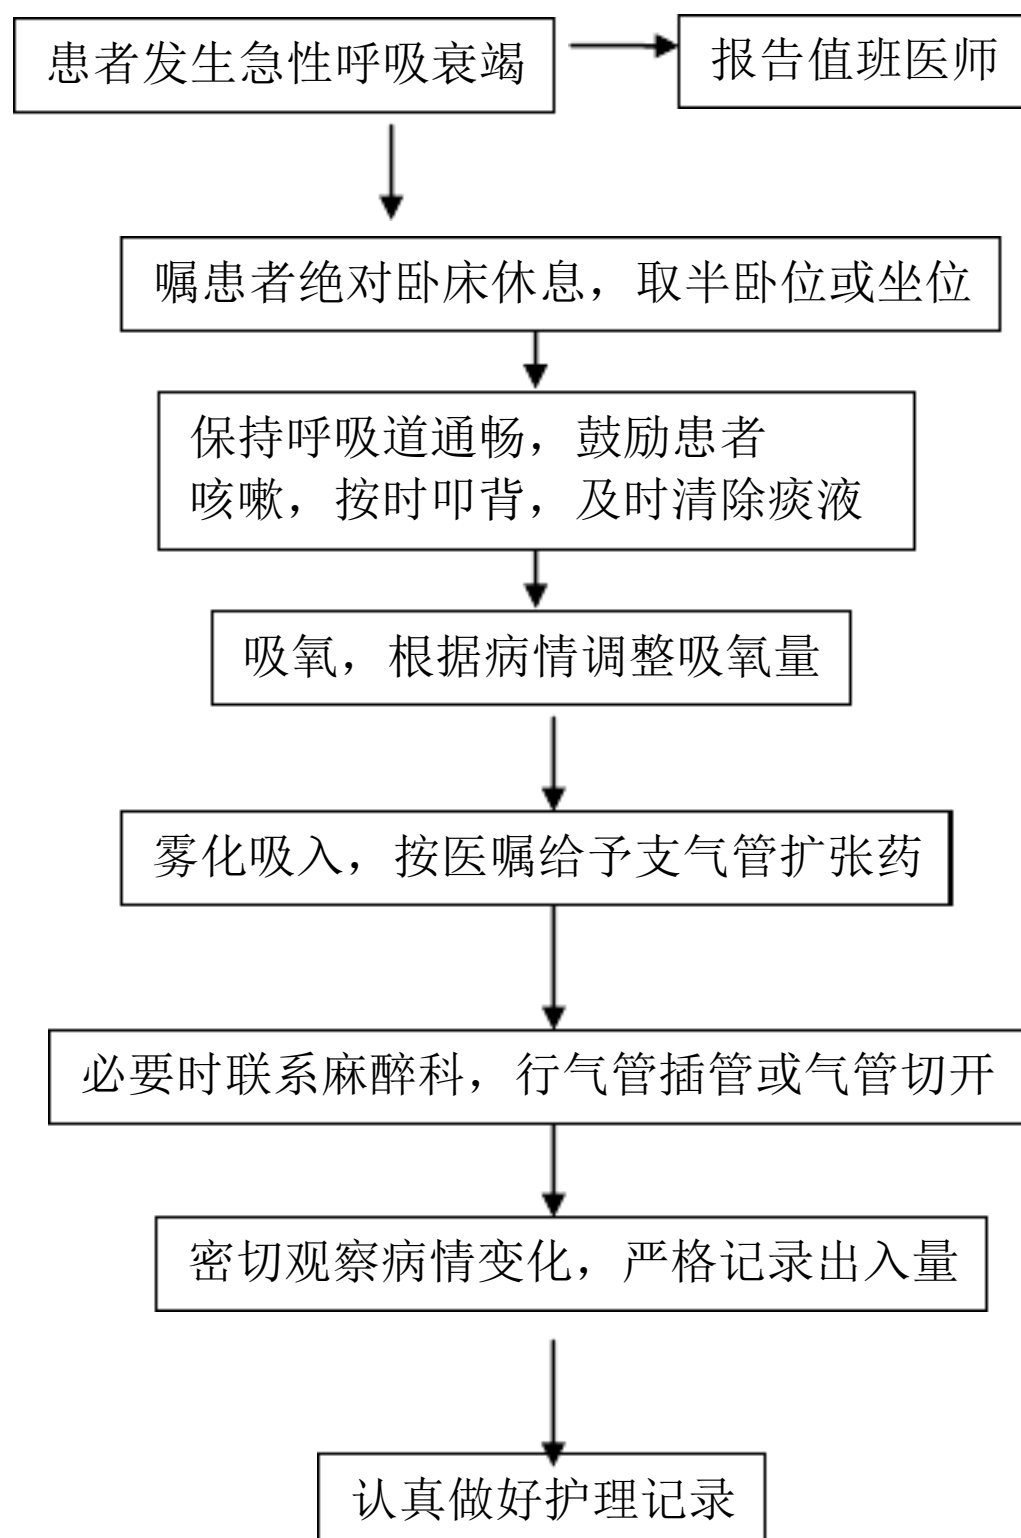 患者发生急性呼吸衰竭
报告值班医师
嘱患者绝对卧床休息，取半卧位或坐位
保持呼吸道通畅，鼓励患者
咳嗽，按时叩背，及时清除痰液
吸氧，根据病情调整吸氧量
雾化吸入，按医嘱给予支气管扩张药
必要时联系麻醉科，行气管插管或气管切开
密切观察病情变化，严格记录出入量
认真做好护理记录